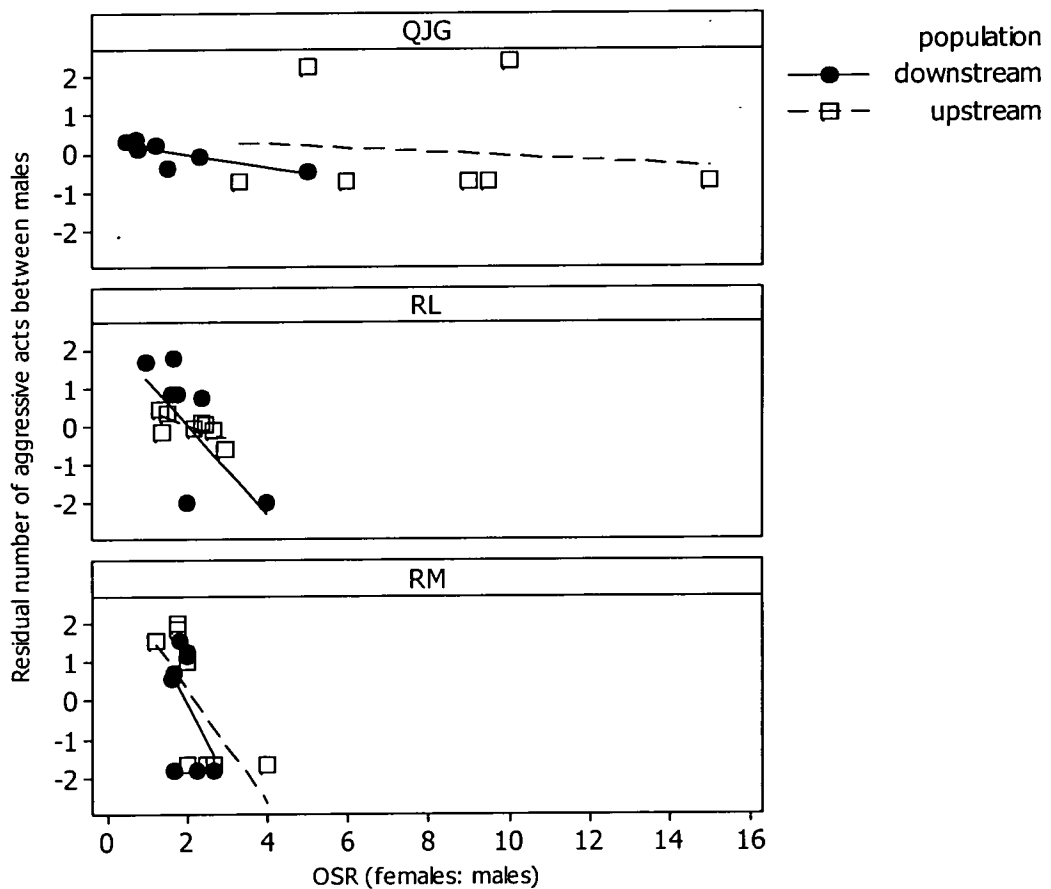 QJG
population
downstream
upstream
2
1
0
-1
-2
RL
2
1
0
-1
-2
RM
2
1
0
-1
-2
0 2 4 6 8 10 12 14 16
OSR (females: males)
Residual number of aggressive acts between males